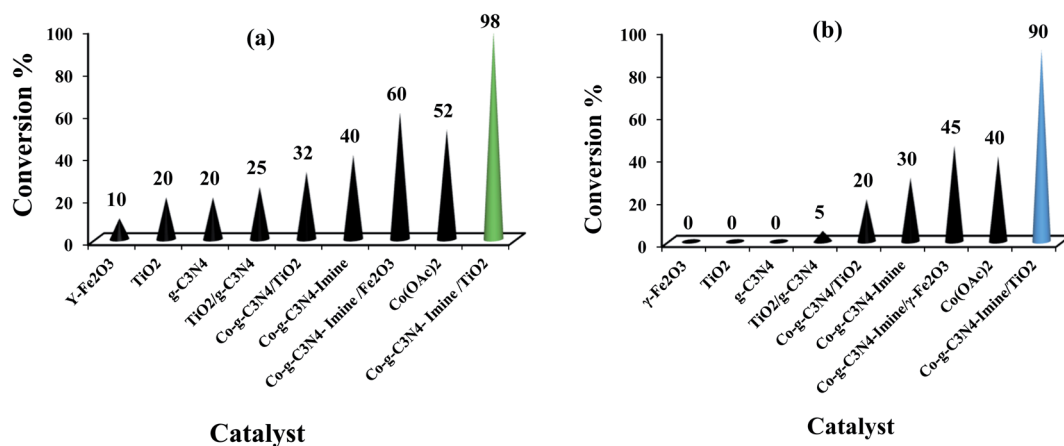 (a)
Conversion %
100
80
60
40
20
0
10
20
20
25
32
40
60
52
98
Y-Fe2O3
TiO2
g-C3N4
TiO2/g-C3N4
Co-g-C3N4/TiO2
Co-g-C3N4-Imine
Co-g-C3N4- Imine /Fe2O3
Co(OAc)2
Co-g-C3N4- Imine /TiO2
Catalyst
(b)
Conversion %
100
80
60
40
20
0
0
0
0
5
20
30
45
40
90
γ-Fe2O3
TiO2
g-C3N4
TiO2/g-C3N4
Co-g-C3N4/TiO2
Co-g-C3N4-Imine
Co-g-C3N4-Imine/γ-Fe2O3
Co(OAc)2
Co-g-C3N4-Imine/TiO2
Catalyst